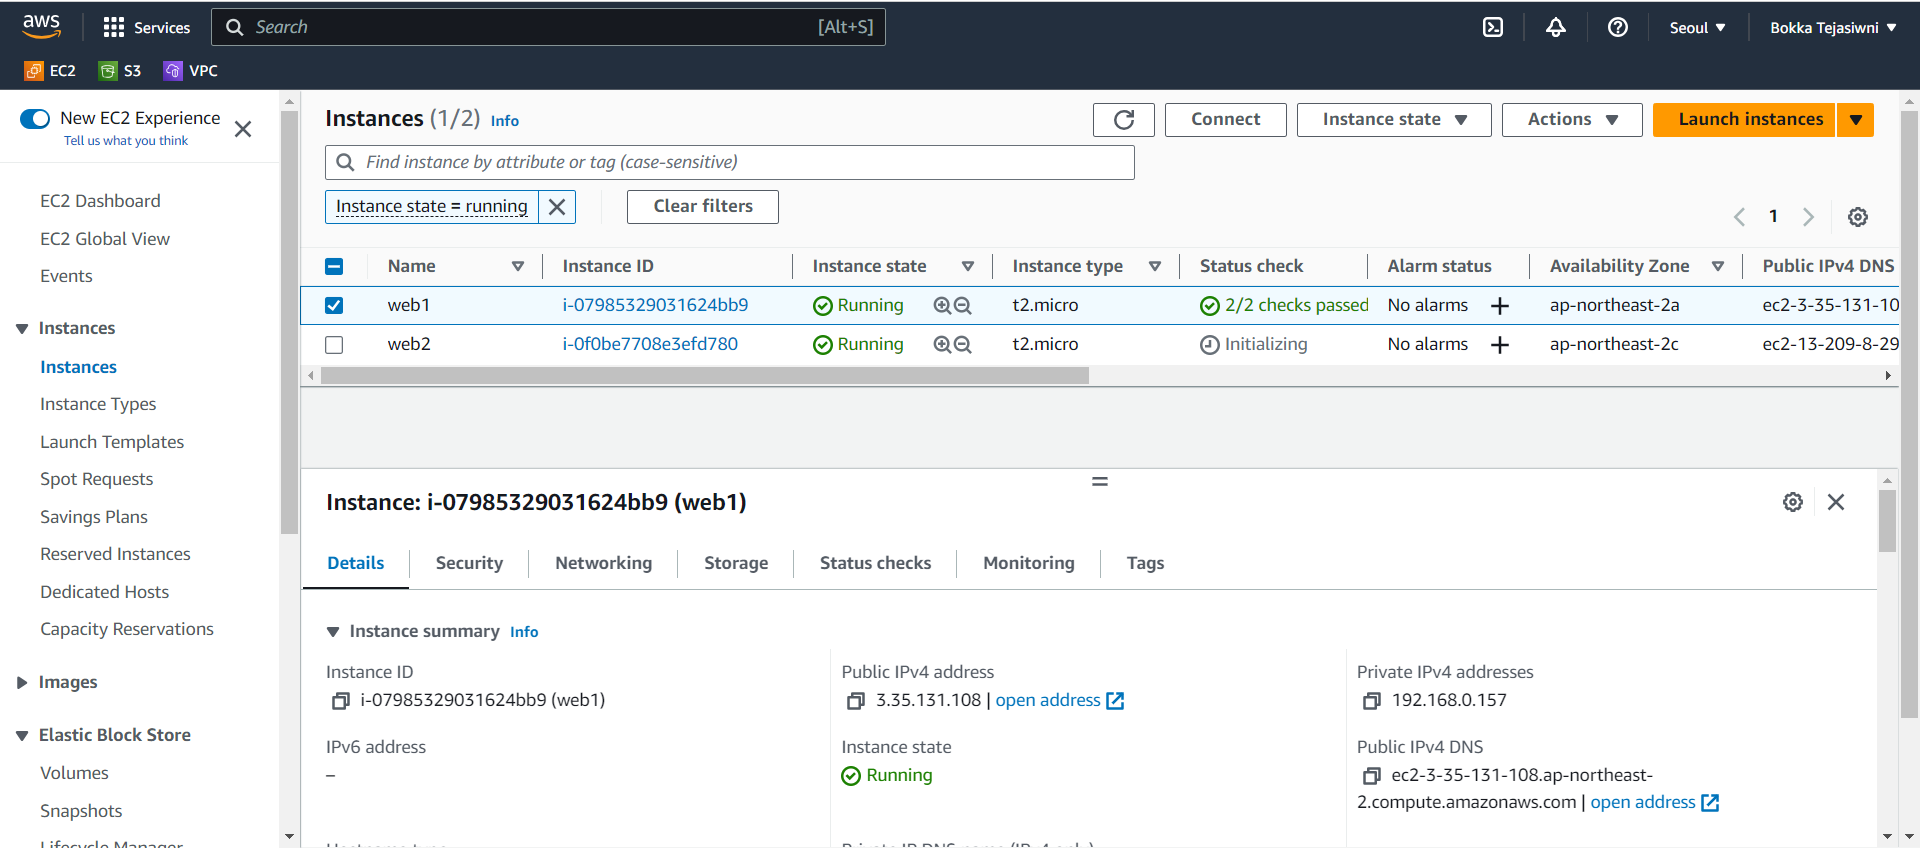 aws
Services
Search
[Alt+S]
Seoul
Bokka Tejasiwni
EC2
S3
VPC
New EC2 Experience
Tell us what you think
EC2 Dashboard
EC2 Global View
Events
Instances
Instances
Instance Types
Launch Templates
Spot Requests
Savings Plans
Reserved Instances
Dedicated Hosts
Capacity Reservations
Images
Elastic Block Store
Volumes
Snapshots
Lifecycle Manager
Instances (1/2) Info
Connect
Instance state
Actions
Launch instances
Find instance by attribute or tag (case-sensitive)
Instance state = running
Clear filters
1
Name Instance ID Instance state Instance type Status check Alarm status Availability Zone Public IPv4 DNS
web1 i-07985329031624bb9 Running t2.micro 2/2 checks passed No alarms ap-northeast-2a ec2-3-35-131-10
web2 i-0f0be7708e3efd780 Running t2.micro Initializing No alarms ap-northeast-2c ec2-13-209-8-29
Instance: i-07985329031624bb9 (web1)
Details Security Networking Storage Status checks Monitoring Tags
Instance summary Info
Instance ID
i-07985329031624bb9 (web1)
Public IPv4 address
3.35.131.108 | open address
Private IPv4 addresses
192.168.0.157
IPv6 address
–
Instance state
Running
Public IPv4 DNS
ec2-3-35-131-108.ap-northeast-
2.compute.amazonaws.com | open address